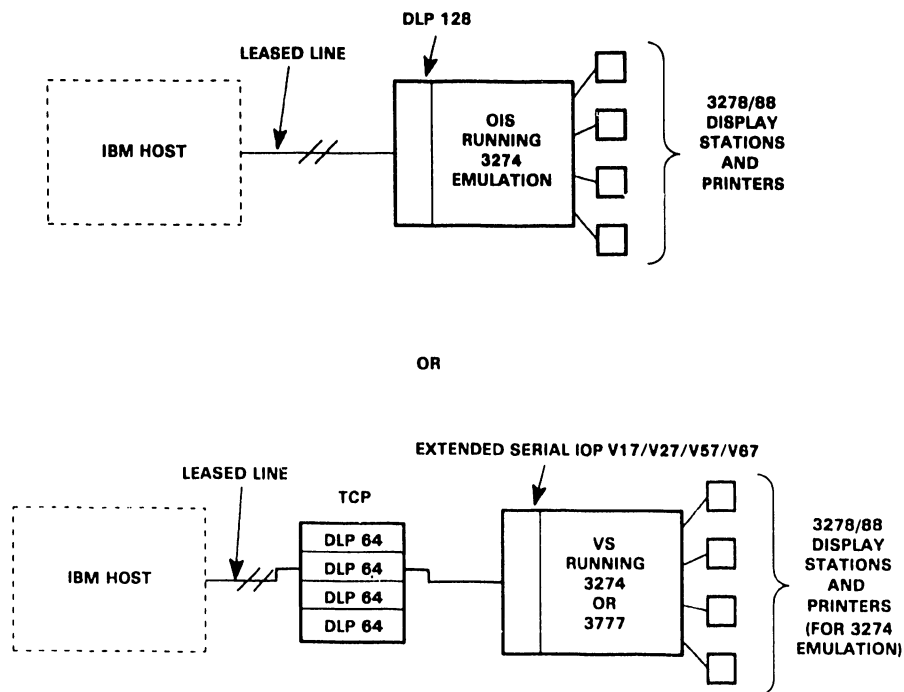 DLP 128
LEASED LINE
IBM HOST
OIS
RUNNING
3274
EMULATION
3278/88
DISPLAY
STATIONS
AND
PRINTERS
OR
EXTENDED SERIAL IOP V17/V27/V57/V67
LEASED LINE
TCP
IBM HOST
DLP 64
DLP 64
DLP 64
DLP 64
VS
RUNNING
3274
OR
3777
3278/88
DISPLAY
STATIONS
AND
PRINTERS
(FOR 3274
EMULATION)